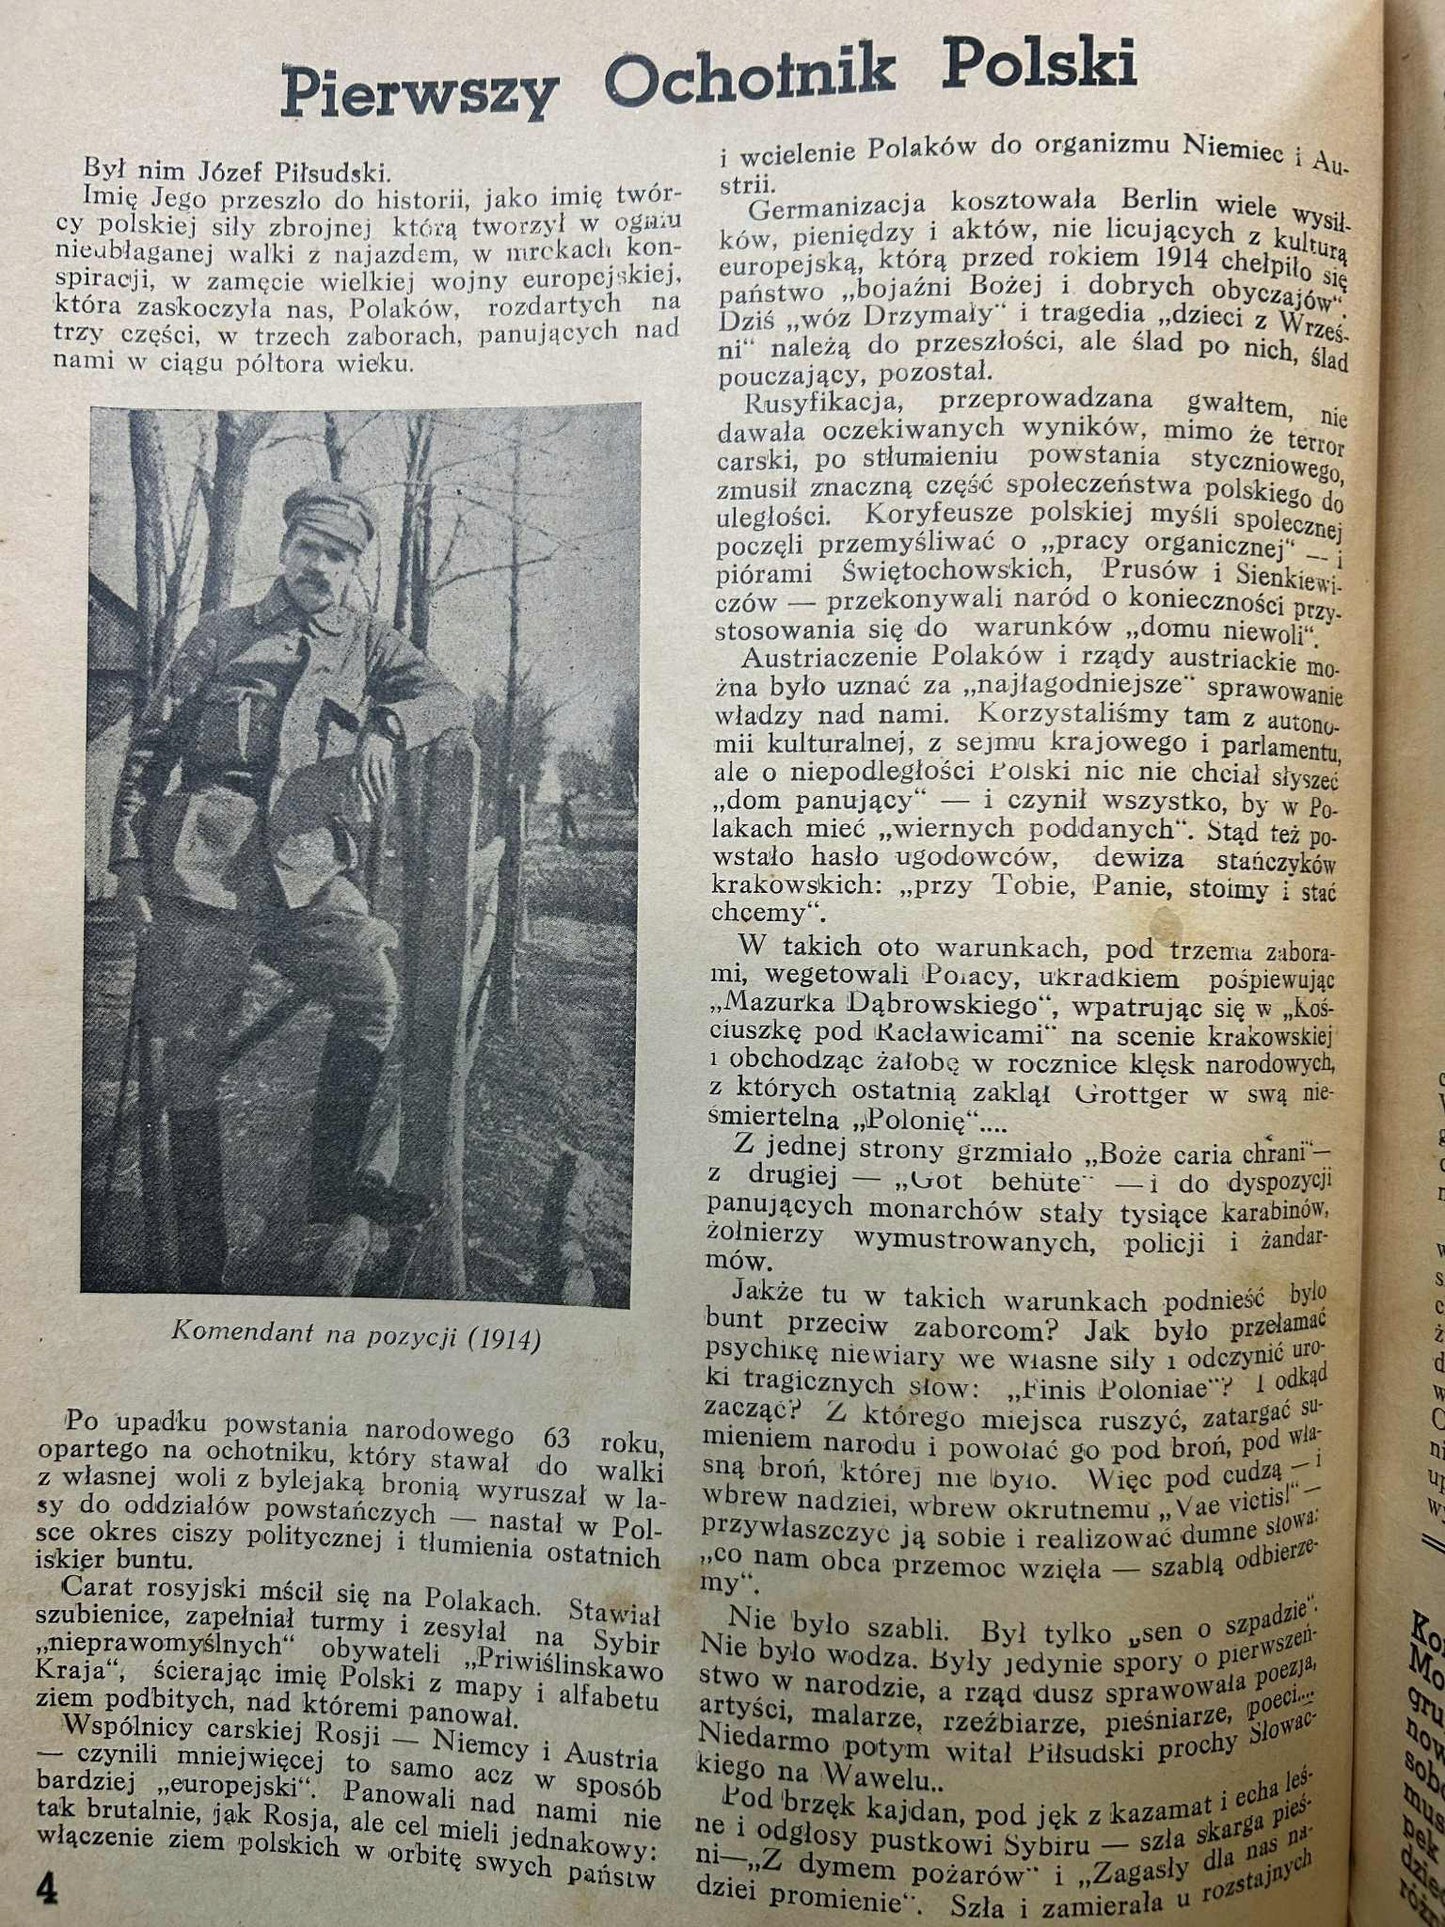 Pierwszy Ochotnik Polski
Był nim Józef Piłsudski.
Imię Jego przeszło do historii, jako imię twór-
cy polskiej siły zbrojnej którą tworzył w ogniu
nieubłaganej walki z najazdem, w mrokach kon-
spiracji, w zamęcie wielkiej wojny europejskiej,
która zaskoczyła nas, Polaków, rozdartych na
trzy części, w trzech zaborach, panujących nad
nami w ciągu półtora wieku.
Komendant na pozycji (1914)
Po upadku powstania narodowego 63 roku,
opartego na ochotniku, który stawał do walki
z własnej woli z bylejaką bronią wyruszał w la-
sy do oddziałów powstańczych — nastał w Pol-
sce okres ciszy politycznej i tłumienia ostatnich
iskier buntu.
Carat rosyjski mścił się na Polakach. Stawiał
szubienice, zapełniał turmy i zesyłał na Sybir
„nieprawomyślnych“ obywateli „Priwiślinskawo
Kraja“, ścierając imię Polski z mapy i alfabetu
ziem podbitych, nad któremi panował.
Wspólnicy carskiej Rosji — Niemcy i Austria
— czynili mniejwięcej to samo acz w sposób
bardziej „europejski“. Panowali nad nami nie
tak brutalnie, jak Rosja, ale cel mieli jednakowy:
włączenie ziem polskich w orbitę swych państw
4
i wcielenie Polaków do organizmu Niemiec i Au-
strii.
Germanizacja kosztowała Berlin wiele wysił-
ków, pieniędzy i aktów, nie licujących z kulturą
europejską, którą przed rokiem 1914 chełpiło się
państwo „bojaźni Bożej i dobrych obyczajów“.
Dziś „wóz Drzymały“ i tragedia „dzieci z Wrześ-
ni“ należą do przeszłości, ale ślad po nich, ślad
pouczający, pozostał.
Rusyfikacja, przeprowadzana gwałtem, nie
dawała oczekiwanych wyników, mimo że terror
carski, po stłumieniu powstania styczniowego,
zmusił znaczną część społeczeństwa polskiego do
uległości. Koryfeusze polskiej myśli społecznej
poczęli przemyśliwać o „pracy organicznej“ — i
piórami Świętochowskich, Prusów i Sienkiewi-
czów — przekonywali naród o konieczności przy-
stosowania się do warunków „domu niewoli“.
Austriaczenie Polaków i rządy austriackie mo-
żna było uznać za „najłagodniejsze“ sprawowanie
władzy nad nami. Korzystaliśmy tam z autono-
mii kulturalnej, z sejmu krajowego i parlamentu,
ale o niepodległości Polski nic nie chciał słyszeć
„dom panujący“ — i czynił wszystko, by w Po-
lakach mieć „wiernych poddanych“. Stąd też po-
wstało hasło ugodowców, dewiza stańczyków
krakowskich: „przy Tobie, Panie, stoimy i stać
chcemy“.
W takich oto warunkach, pod trzema zabora-
mi, wegetowali Polacy, ukradkiem pośpiewując
„Mazurka Dąbrowskiego“, wpatrując się w „Koś-
ciuszkę pod Racławicami“ na scenie krakowskiej
i obchodząc żałobę w rocznice klęsk narodowych,
z których ostatnią zaklął Grottger w swą nie-
śmiertelną „Polonię“....
Z jednej strony grzmiało „Boże caria chrani“—
z drugiej — „Got behüte“ — i do dyspozycji
panujących monarchów stały tysiące karabinów,
żołnierzy wymustrowanych, policji i żandar-
mów.
Jakże tu w takich warunkach podnieść było
bunt przeciw zaborcom? Jak było przełamać
psychikę niewiary we własne siły i odczynić uro-
ki tragicznych słow: „Finis Poloniae“? I odkąd
zacząć? Z którego miejsca ruszyć, zatargać su-
mieniem narodu i powołać go pod broń, pod wła-
sną broń, której nie było. Więc pod cudzą — i
wbrew nadziei, wbrew okrutnemu „Vae victis!“—
przywłaszczyć ją sobie i realizować dumne słowa:
„co nam obca przemoc wzięła — szablą odbierze-
my“.
Nie było szabli. Był tylko „sen o szpadzie“.
Nie było wodza. Były jedynie spory o pierwszeń-
stwo w narodzie, a rząd dusz sprawowała poezja,
artyści, malarze, rzeźbiarze, pieśniarze, poeci....
Niedarmo potym witał Piłsudski prochy Słowac-
kiego na Wawelu..
Pod brzęk kajdan, pod jęk z kazamat i echa leś-
ne i odgłosy pustkowi Sybiru — szła skarga pieś-
ni—„Z dymem pożarów“ i „Zagasły dla nas na-
dziei promienie“. Szła i zamierała u rozstajnych